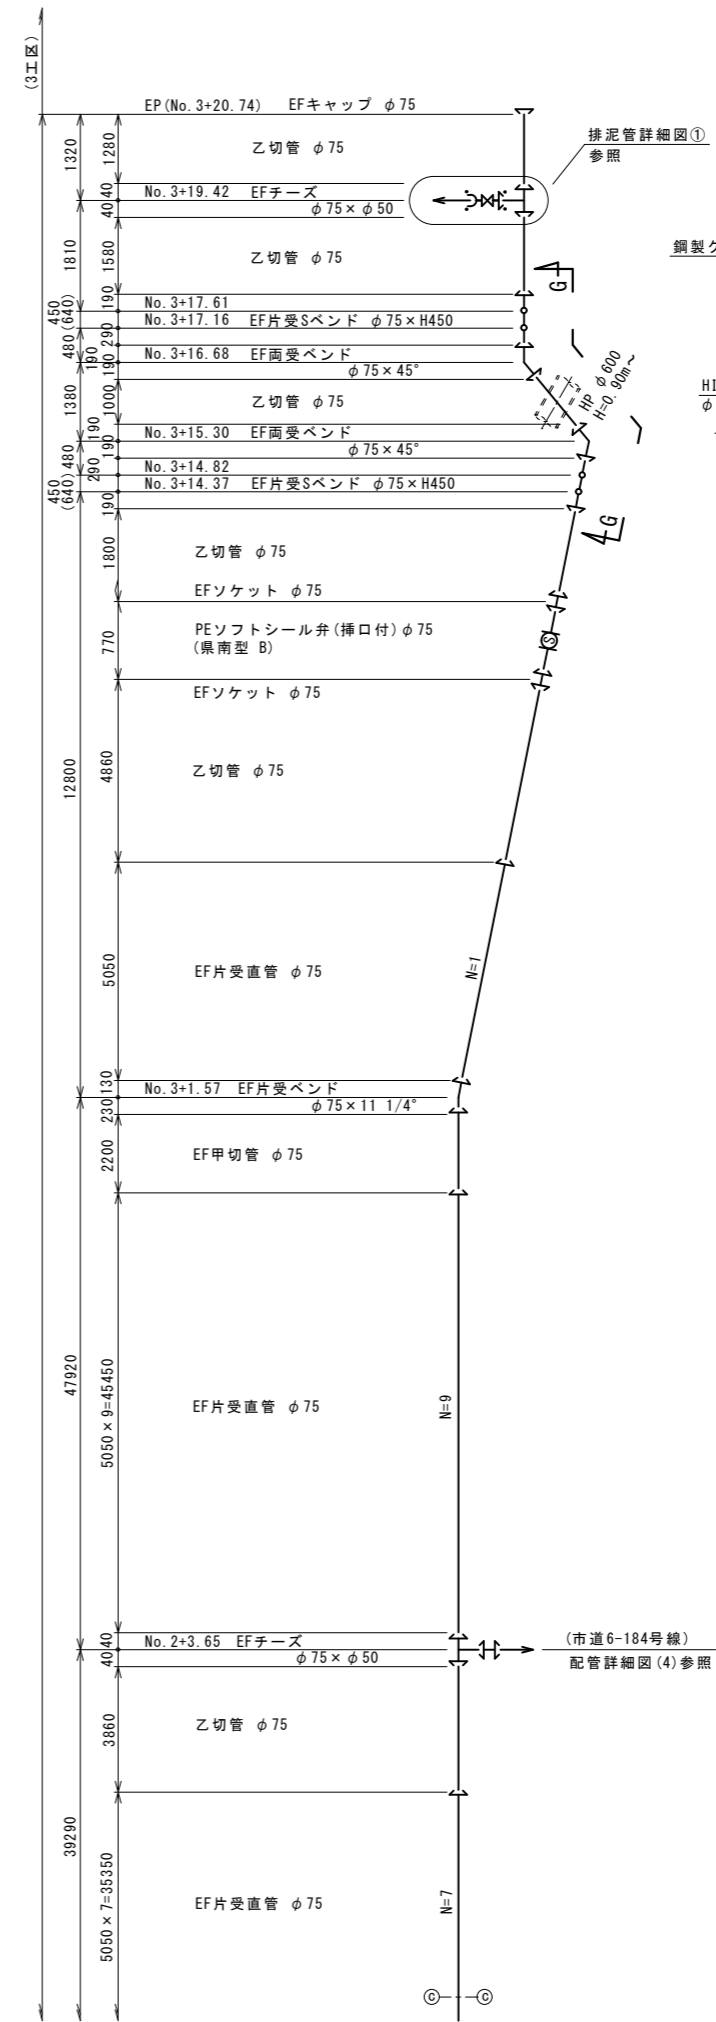 (3工区)
EP(No.3+20.74) EFキャップ φ75
1320
1280
乙切管 φ75
排泥管詳細図①
参照
40
No.3+19.42 EFチーズ
40
φ75×φ50
1810
1580
乙切管 φ75
鋼製ク
G
190
No.3+17.61
450
(640)
No.3+17.16 EF片受Sベンド φ75×H450
290
480
190
No.3+16.68 EF両受ベンド
190
φ75×45°
HP φ600
H=0.90m~
1380
1000
乙切管 φ75
φ
190
No.3+15.30 EF両受ベンド
190
φ75×45°
480
290
No.3+14.82
450
(640)
No.3+14.37 EF片受Sベンド φ75×H450
190
G
1800
乙切管 φ75
EFソケット φ75
770
PEソフトシール弁(挿口付)φ75
(県南型 B)
S
EFソケット φ75
12800
4860
乙切管 φ75
5050
EF片受直管 φ75
N=1
130
No.3+1.57 EF片受ベンド
230
φ75×11 1/4°
2200
EF甲切管 φ75
47920
5050×9=45450
EF片受直管 φ75
N=9
40
No.2+3.65 EFチーズ
40
φ75×φ50
(市道6-184号線)
配管詳細図(4)参照
3860
乙切管 φ75
39290
5050×7=35350
EF片受直管 φ75
N=7
C C